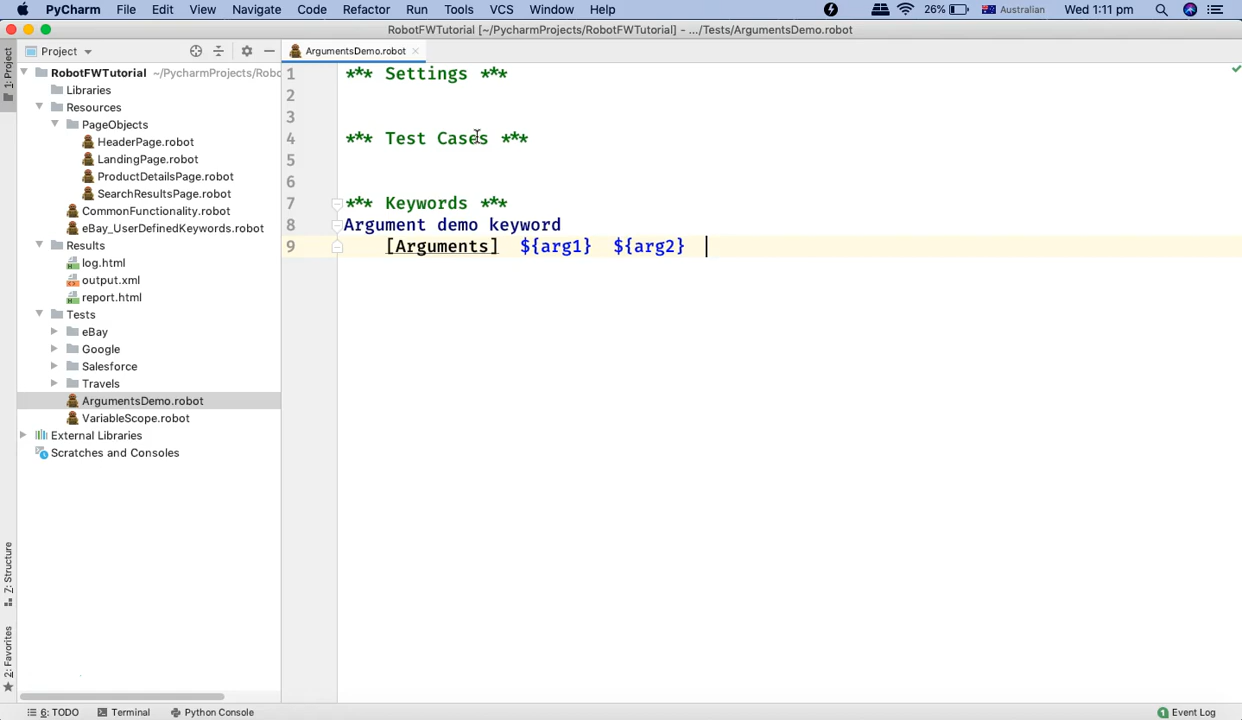 PyCharm File Edit View Navigate Code Refactor Run Tools VCS Window Help 26% Australian Wed 1:11 pm
RobotFWTutorial [~/PycharmProjects/RobotFWTutorial] - .../Tests/ArgumentsDemo.robot
Project
ArgumentsDemo.robot
1: Project
RobotFWTutorial ~/PycharmProjects/Robo
Libraries
Resources
PageObjects
HeaderPage.robot
LandingPage.robot
ProductDetailsPage.robot
SearchResultsPage.robot
CommonFunctionality.robot
eBay_UserDefinedKeywords.robot
Results
log.html
output.xml
report.html
Tests
eBay
Google
Salesforce
Travels
ArgumentsDemo.robot
VariableScope.robot
External Libraries
Scratches and Consoles
7: Structure
2: Favorites
1 *** Settings ***
2
3
4 *** Test Cases ***
5
6
7 *** Keywords ***
8 Argument demo keyword
9 [Arguments] ${arg1} ${arg2}
6: TODO Terminal Python Console 1 Event Log